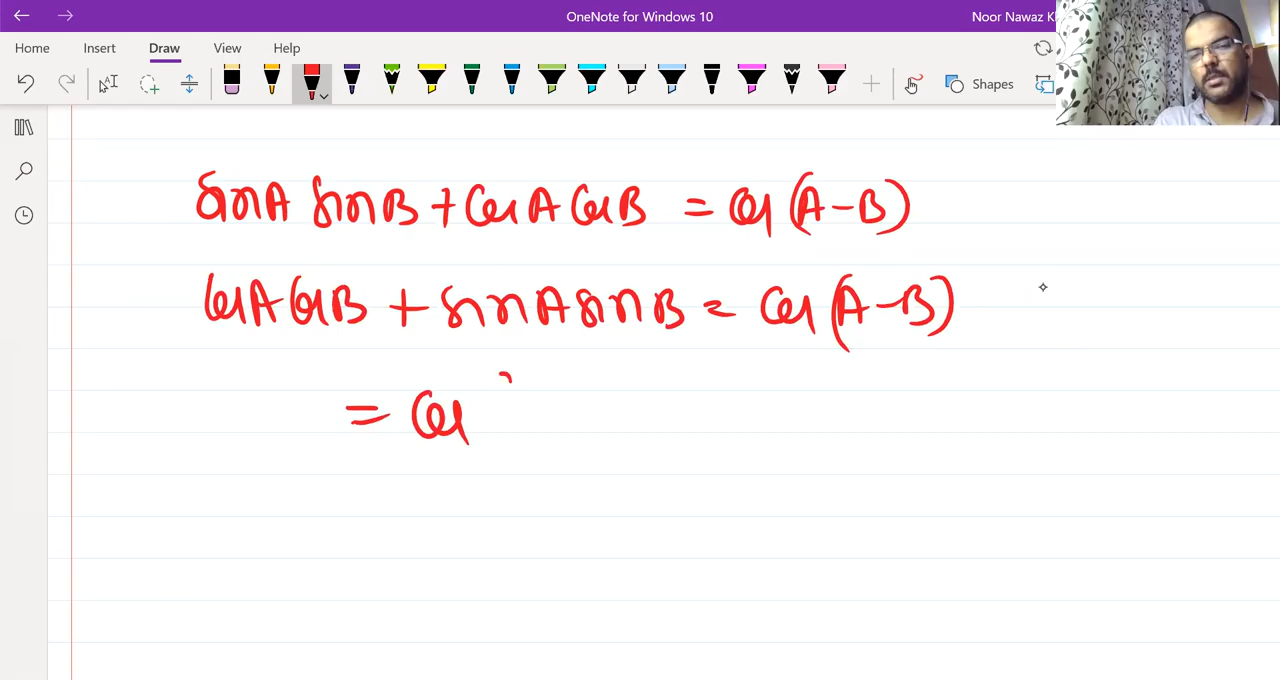 OneNote for Windows 10
Noor Nawaz K
Home Insert Draw View Help
Shapes
sinA sinB + cosA cosB = cos(A-B)
cosA cosB + sinA sinB = cos(A-B)
= cos